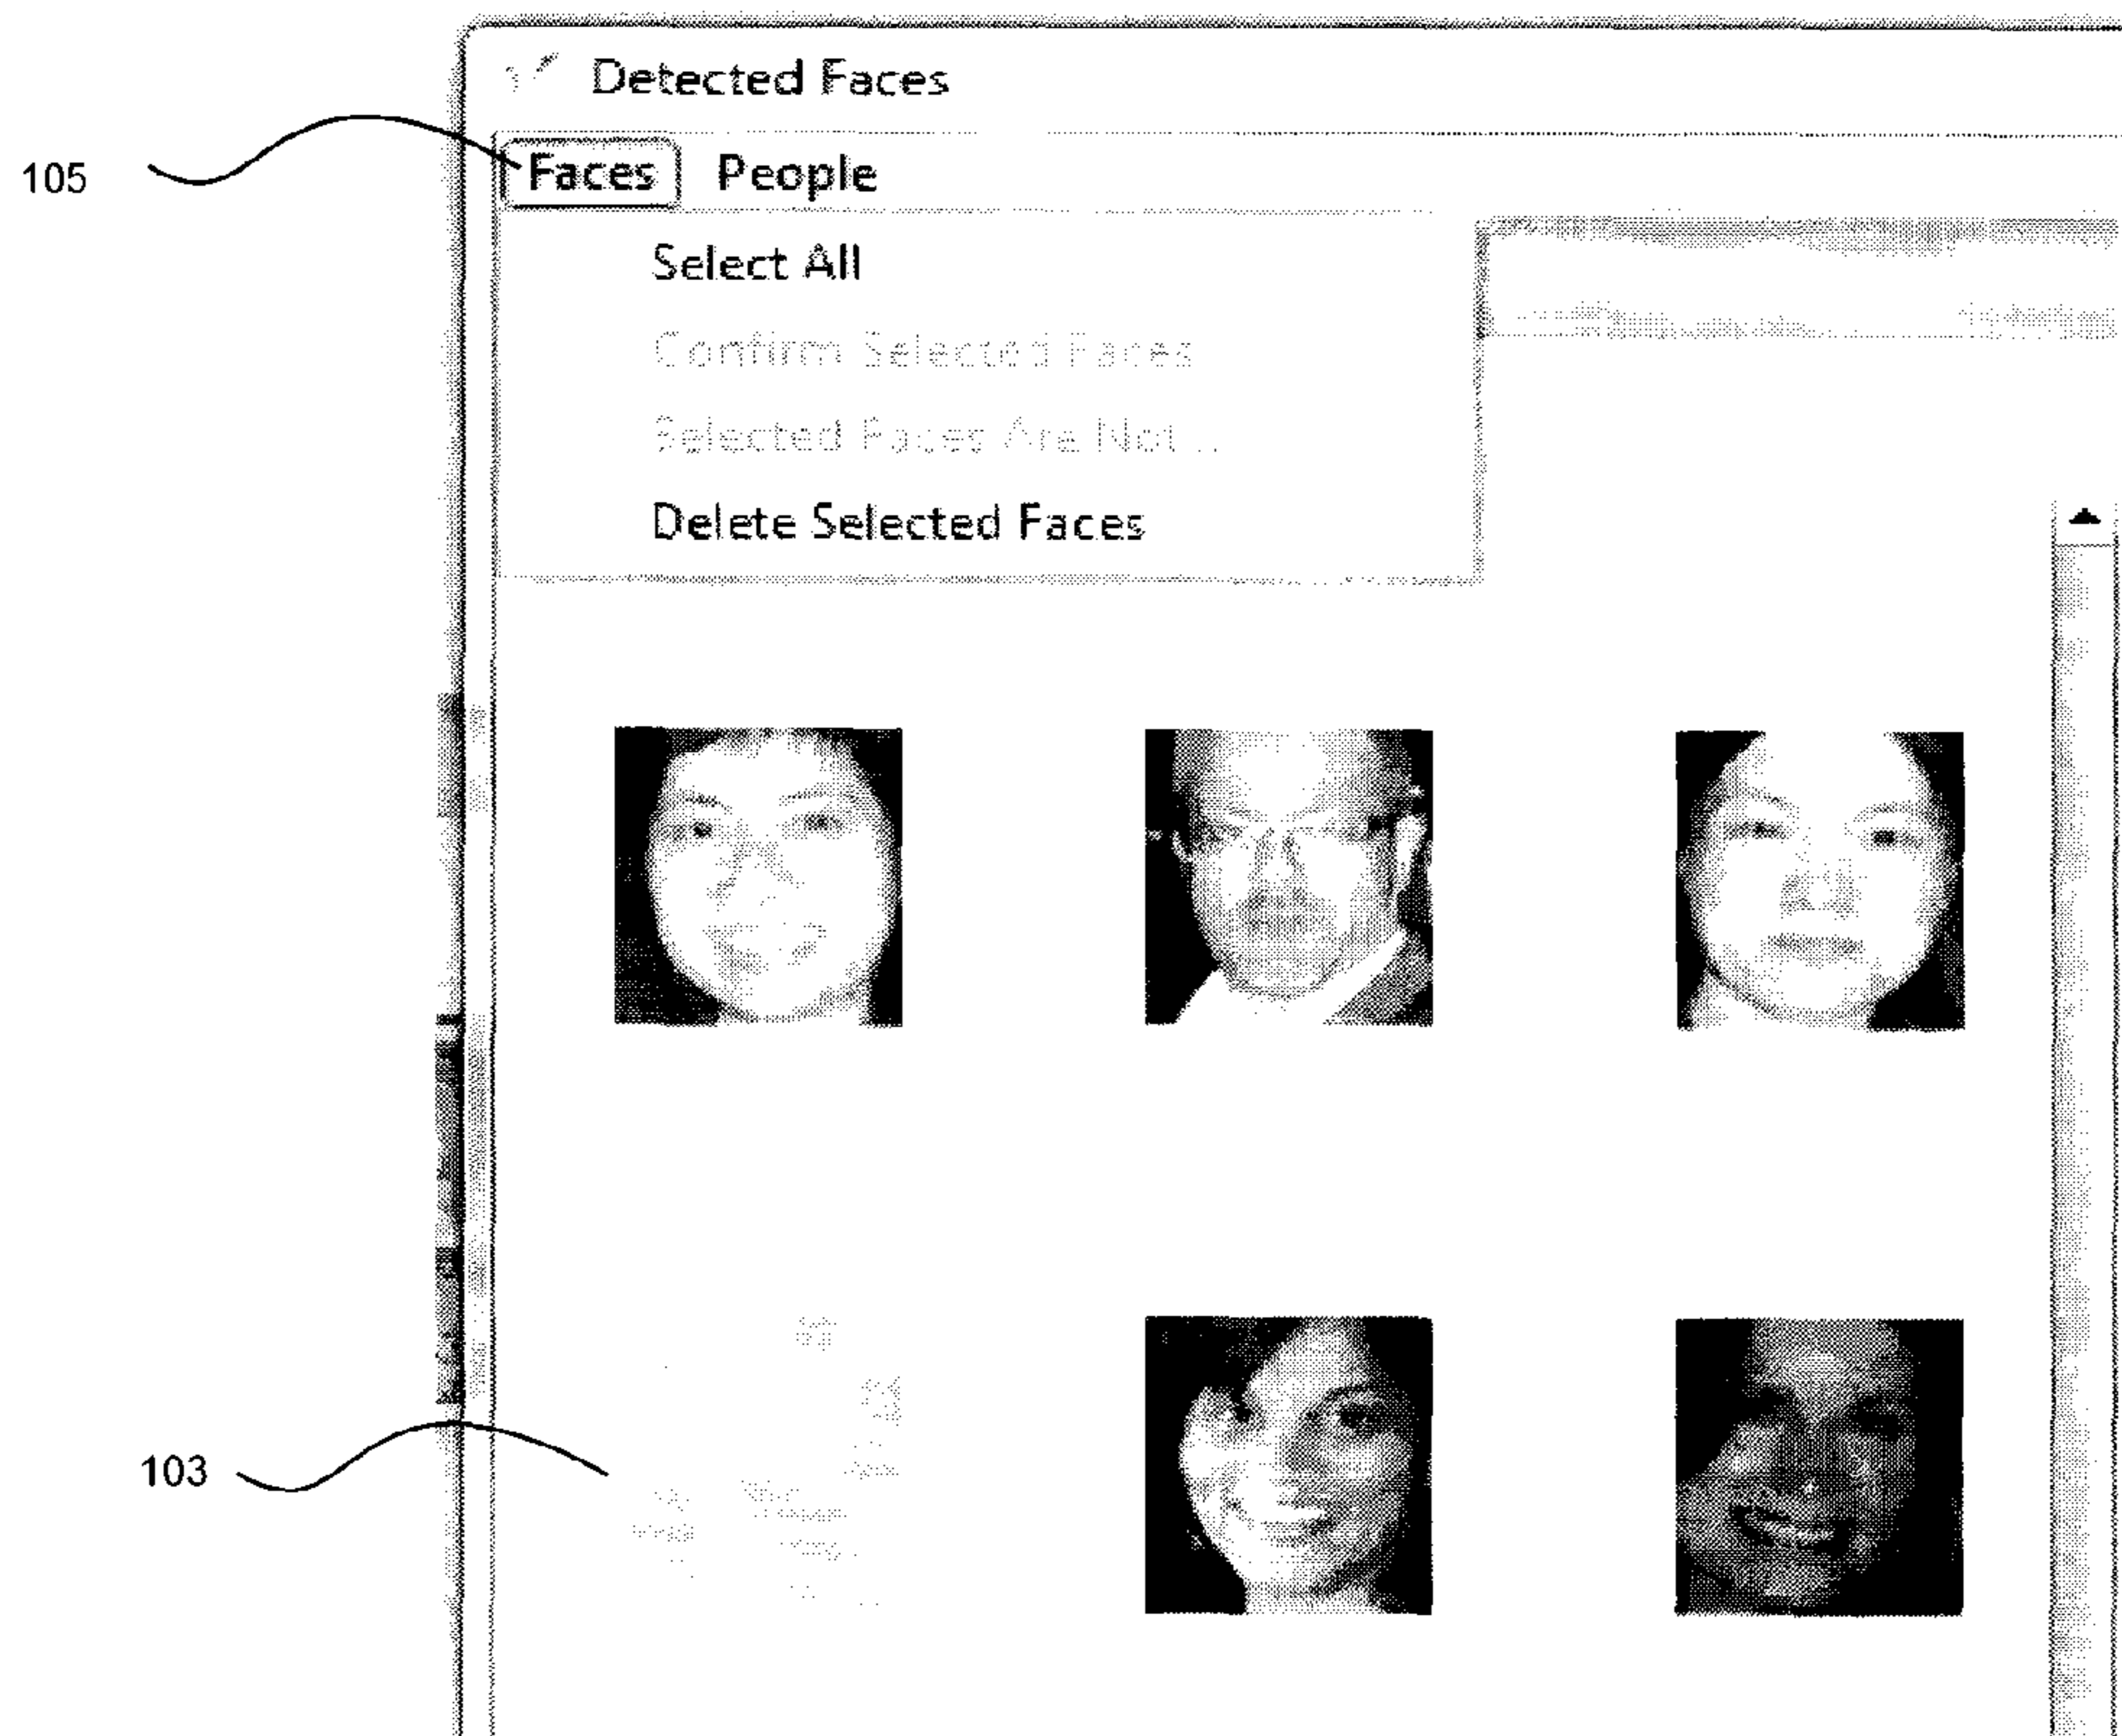 Detected Faces
105 Faces People
Select All
Confirm Selected Faces
Selected Faces Are Not...
Delete Selected Faces
103